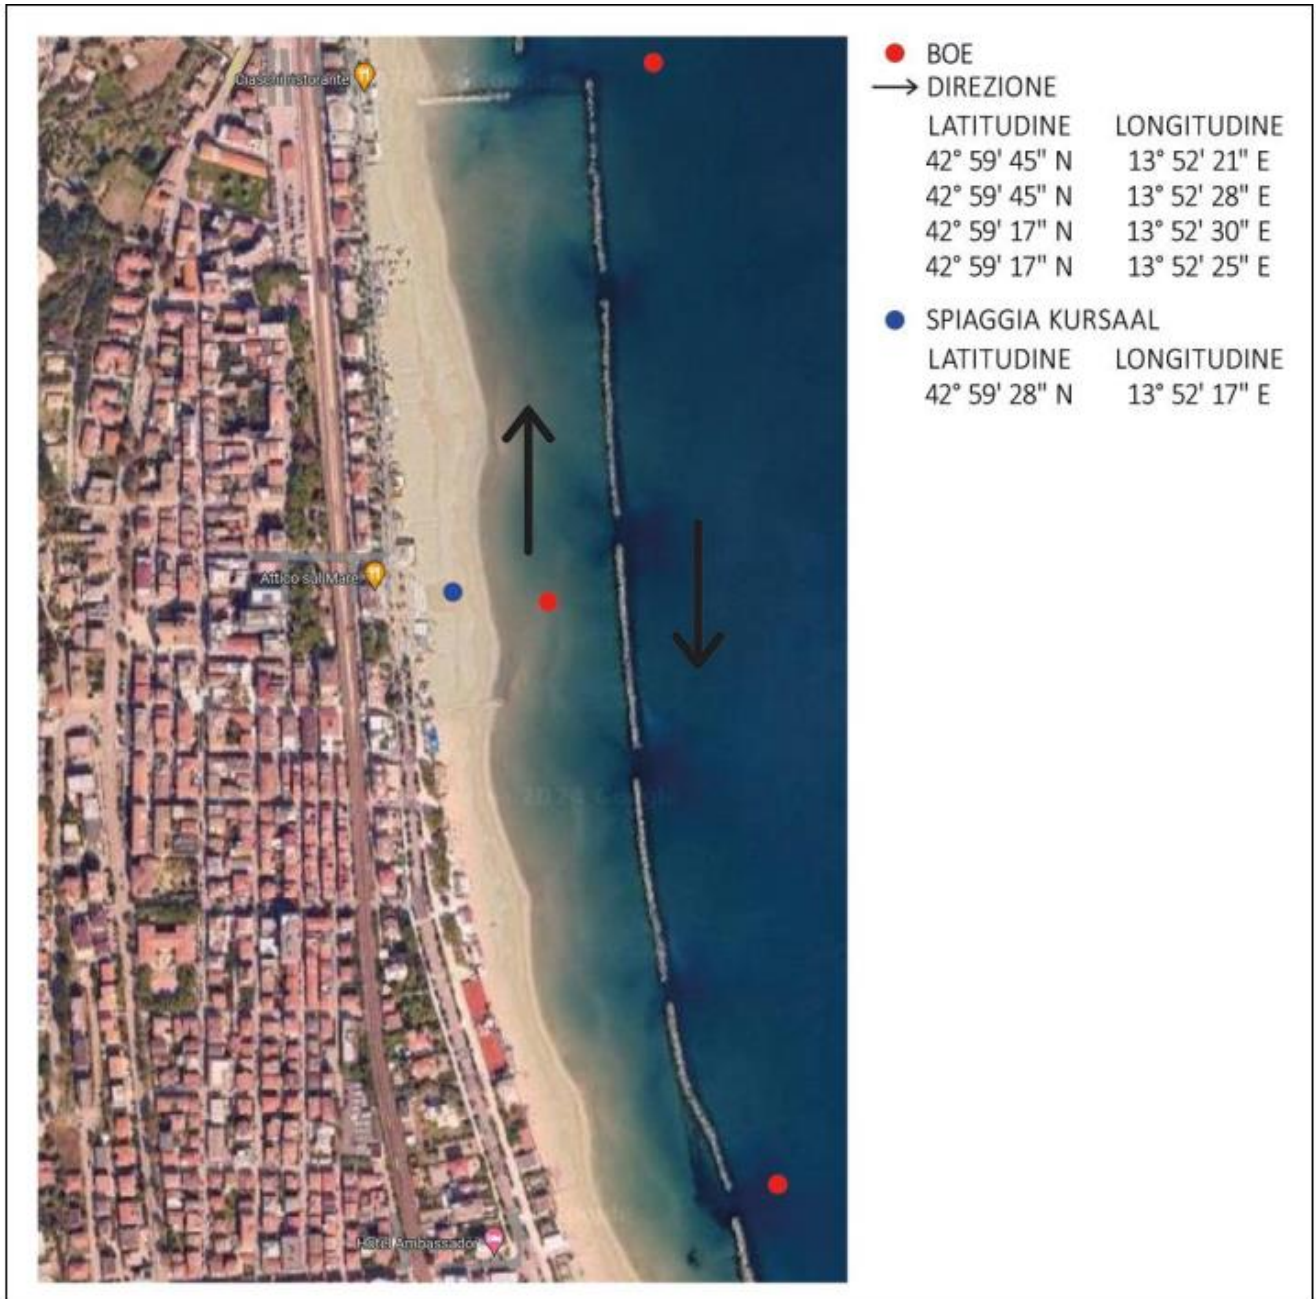 Ciascni ristorante
Attico sul Mare
Hotel Ambassador
BOE
DIREZIONE
LATITUDINE LONGITUDINE
42° 59' 45" N 13° 52' 21" E
42° 59' 45" N 13° 52' 28" E
42° 59' 17" N 13° 52' 30" E
42° 59' 17" N 13° 52' 25" E
SPIAGGIA KURSAAL
LATITUDINE LONGITUDINE
42° 59' 28" N 13° 52' 17" E